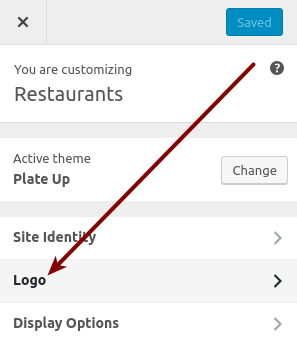 Saved
You are customizing
?
Restaurants
Active theme
Plate Up
Change
Site Identity
Logo
Display Options